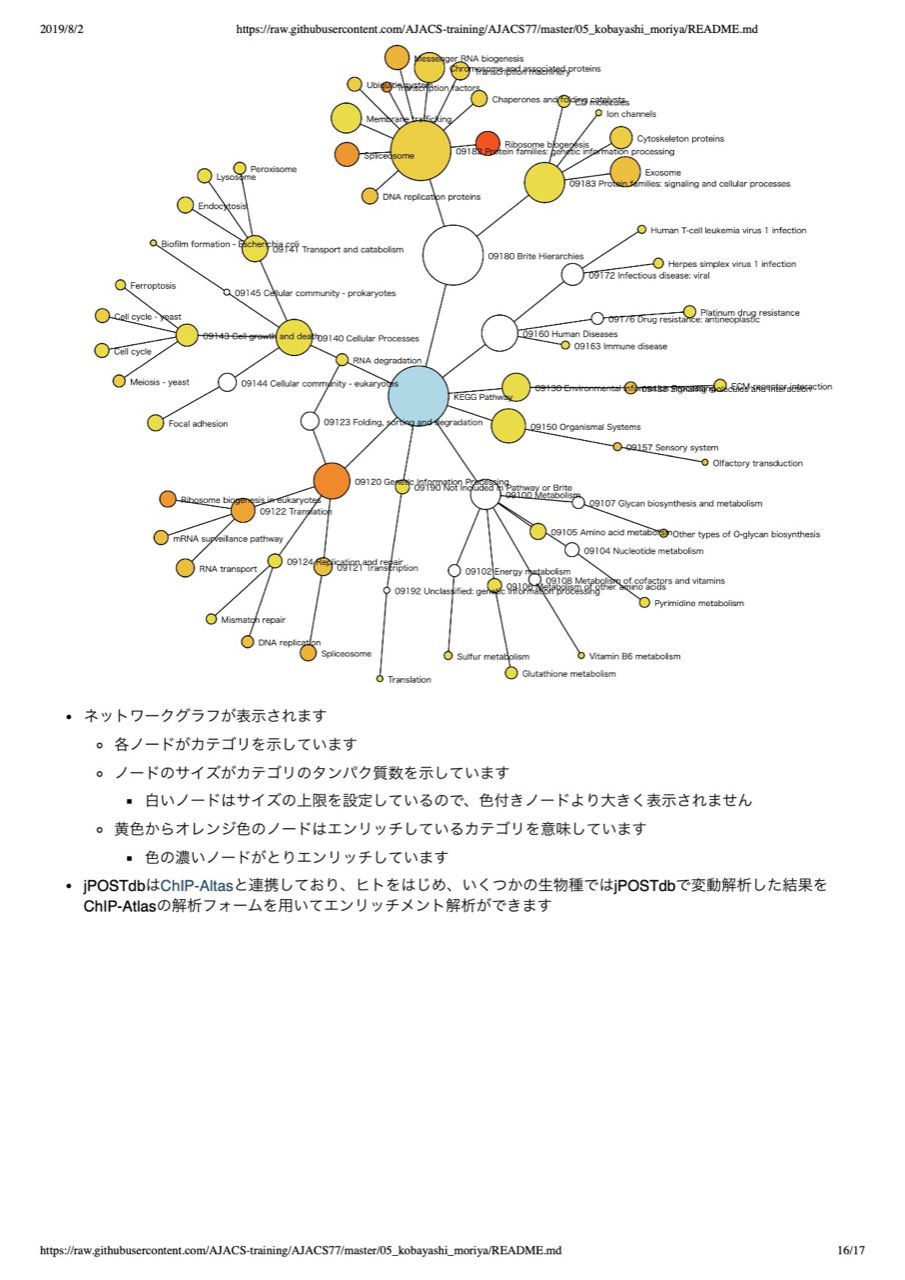 2019/8/2
https://raw.githubusercontent.com/AJACS-training/AJACS77/master/05_kobayashi_moriya/README.md
Messenger RNA biogenesis
Chromosome and associated proteins
Transcription machinery
Ubiquitin system
Transcription factors
Chaperones and folding catalysts
CD molecules
Ion channels
Membrane trafficking
Cytoskeleton proteins
Ribosome biogenesis
09182 Protein families: genetic information processing
Spliceosome
Exosome
09183 Protein families: signaling and cellular processes
DNA replication proteins
Peroxisome
Lysosome
Endocytosis
Human T-cell leukemia virus 1 infection
Biofilm formation - Escherichia coli
09141 Transport and catabolism
09180 Brite Hierarchies
Herpes simplex virus 1 infection
09172 Infectious disease: viral
Ferroptosis
09145 Cellular community - prokaryotes
Platinum drug resistance
09176 Drug resistance: antineoplastic
Cell cycle - yeast
09143 Cell growth and death
09140 Cellular Processes
09160 Human Diseases
09163 Immune disease
Cell cycle
RNA degradation
Meiosis - yeast
09144 Cellular community - eukaryotes
KEGG Pathway
09130 Environmental Information Processing
09133 Signaling molecules and interaction
ECM-receptor interaction
Focal adhesion
09123 Folding, sorting and degradation
09150 Organismal Systems
09157 Sensory system
Olfactory transduction
09120 Genetic Information Processing
09190 Not Included in Pathway or Brite
09100 Metabolism
Ribosome biogenesis in eukaryotes
09122 Translation
09107 Glycan biosynthesis and metabolism
mRNA surveillance pathway
09105 Amino acid metabolism
Other types of O-glycan biosynthesis
09104 Nucleotide metabolism
RNA transport
09124 Replication and repair
09121 Transcription
09102 Energy metabolism
09108 Metabolism of cofactors and vitamins
09106 Metabolism of other amino acids
09192 Unclassified: genetic information processing
Pyrimidine metabolism
Mismatch repair
DNA replication
Spliceosome
Sulfur metabolism
Vitamin B6 metabolism
Translation
Glutathione metabolism
• ネットワークグラフが表示されます
○ 各ノードがカテゴリを示しています
○ ノードのサイズがカテゴリのタンパク質数を示しています
■ 白いノードはサイズの上限を設定しているので、色付きノードより大きく表示されません
○ 黄色からオレンジ色のノードはエンリッチしているカテゴリを意味しています
■ 色の濃いノードがとりエンリッチしています
• jPOSTdbはChIP-Altasと連携しており、ヒトをはじめ、いくつかの生物種ではjPOSTdbで変動解析した結果を
ChIP-Atlasの解析フォームを用いてエンリッチメント解析ができます
https://raw.githubusercontent.com/AJACS-training/AJACS77/master/05_kobayashi_moriya/README.md
16/17